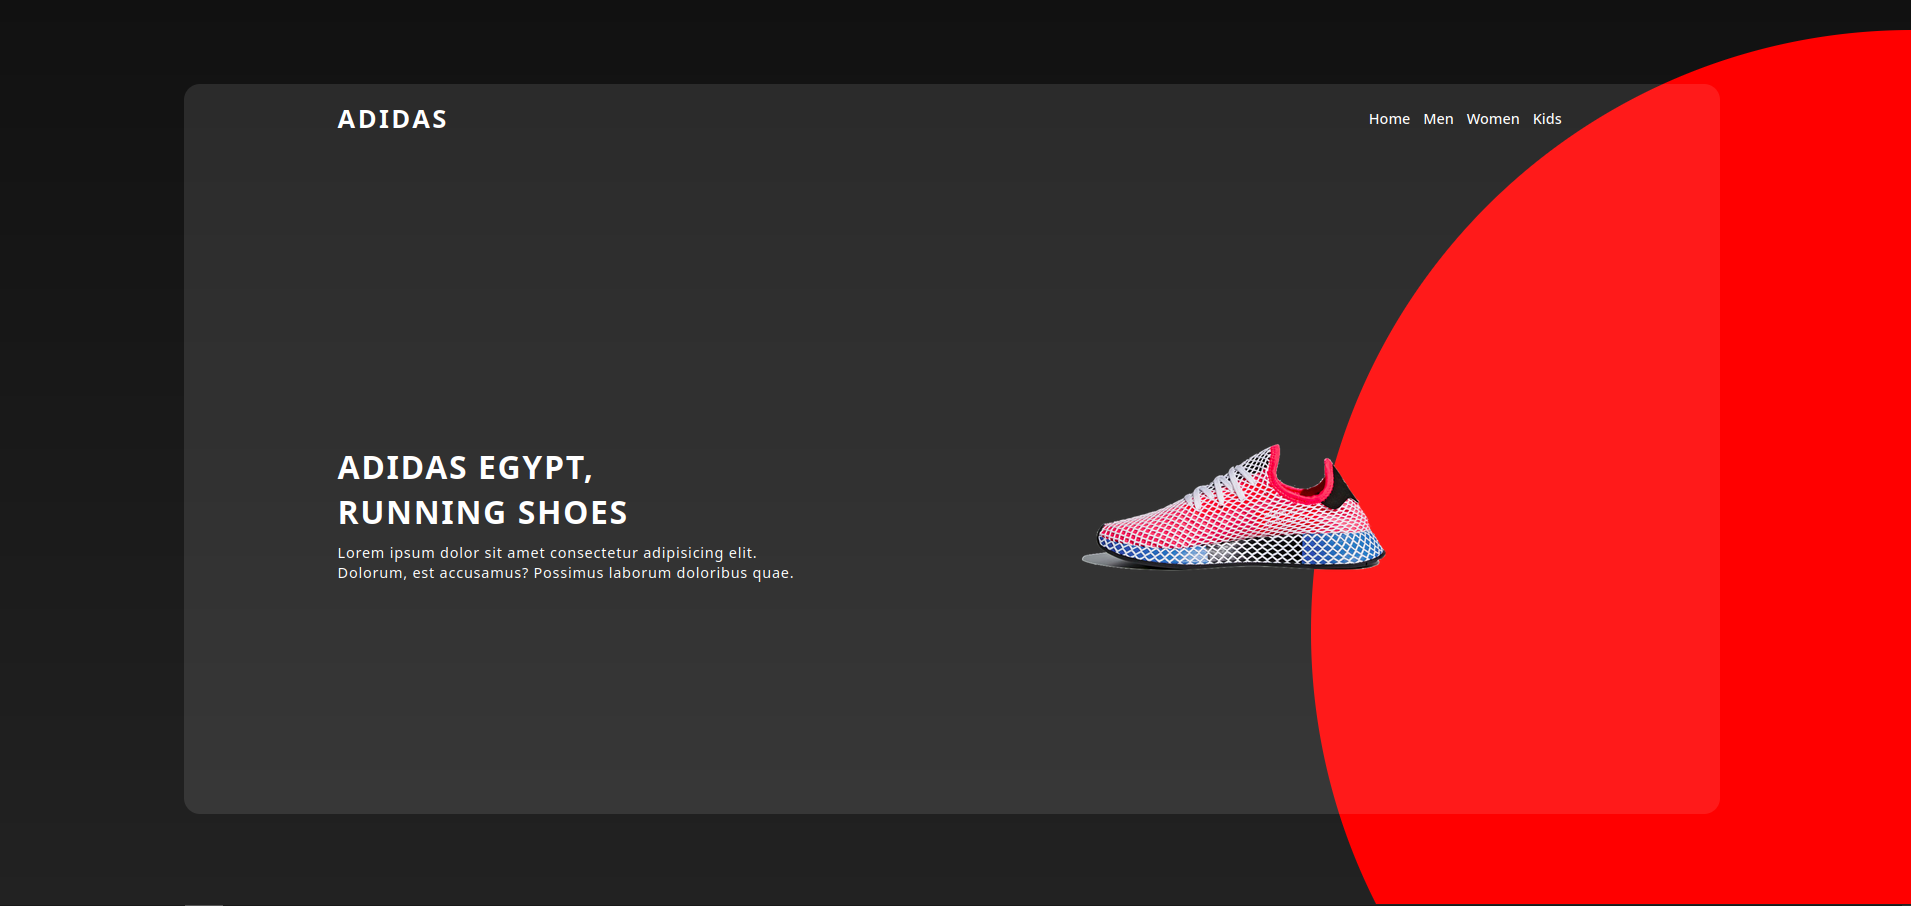 ADIDAS
Home Men Women Kids
ADIDAS EGYPT,
RUNNING SHOES
Lorem ipsum dolor sit amet consectetur adipisicing elit.
Dolorum, est accusamus? Possimus laborum doloribus quae.